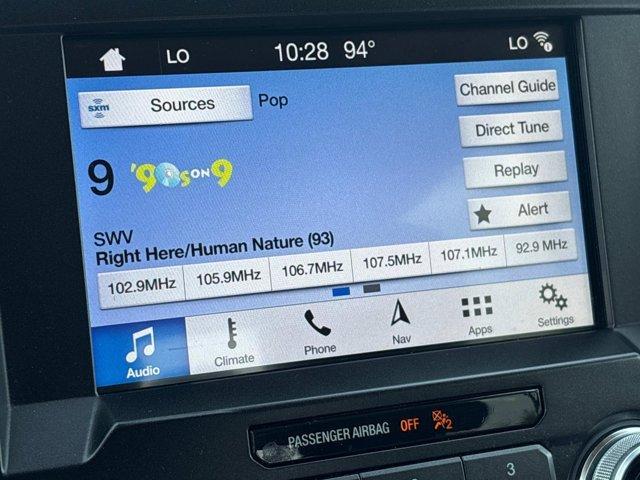 LO 10:28 94° LO
sxm Sources Pop Channel Guide
Direct Tune
9 '90s ON 9 Replay
Alert
SWV
Right Here/Human Nature (93)
102.9MHz 105.9MHz 106.7MHz 107.5MHz 107.1MHz 92.9 MHz
Audio Climate Phone Nav Apps Settings
PASSENGER AIRBAG OFF 2
3